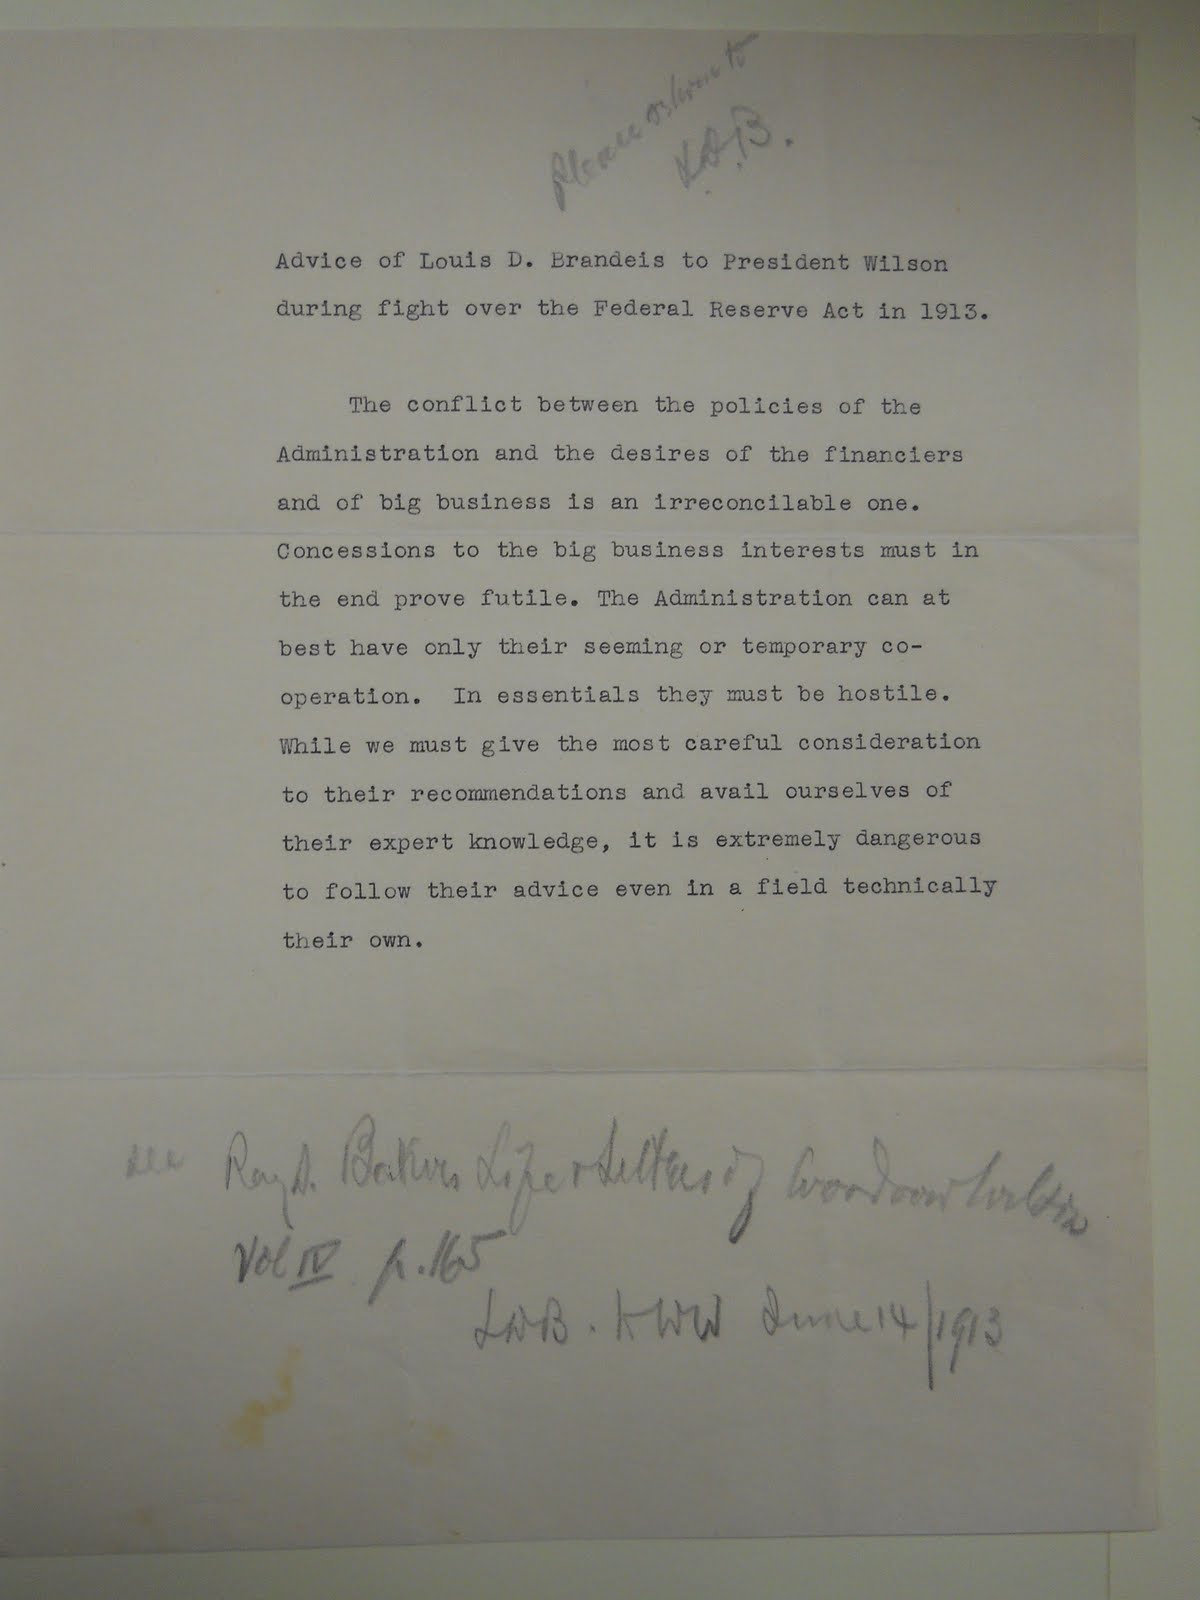 Please return to
L.D.B.
Advice of Louis D. Brandeis to President Wilson
during fight over the Federal Reserve Act in 1913.
The conflict between the policies of the
Administration and the desires of the financiers
and of big business is an irreconcilable one.
Concessions to the big business interests must in
the end prove futile. The Administration can at
best have only their seeming or temporary co-
operation. In essentials they must be hostile.
While we must give the most careful consideration
to their recommendations and avail ourselves of
their expert knowledge, it is extremely dangerous
to follow their advice even in a field technically
their own.
see Ray S. Bakers Life & Letters of Woodrow Wilson
Vol IV p. 165
LDB. WW June 14/1913